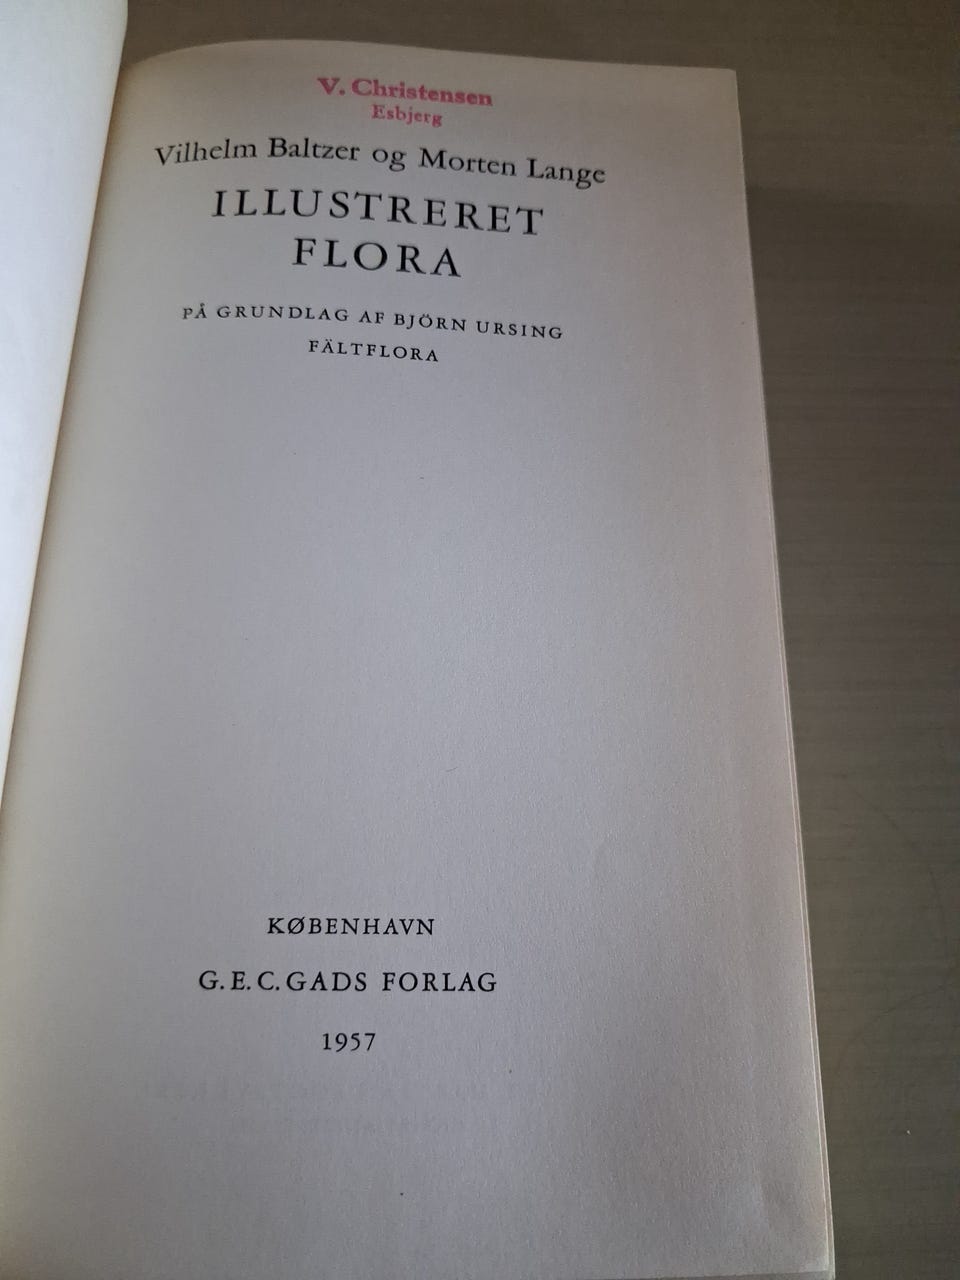 V. Christensen
Esbjerg
Vilhelm Baltzer og Morten Lange
ILLUSTRERET
FLORA
PÅ GRUNDLAG AF BJÖRN URSING
FÄLTFLORA
KØBENHAVN
G.E.C. GADS FORLAG
1957